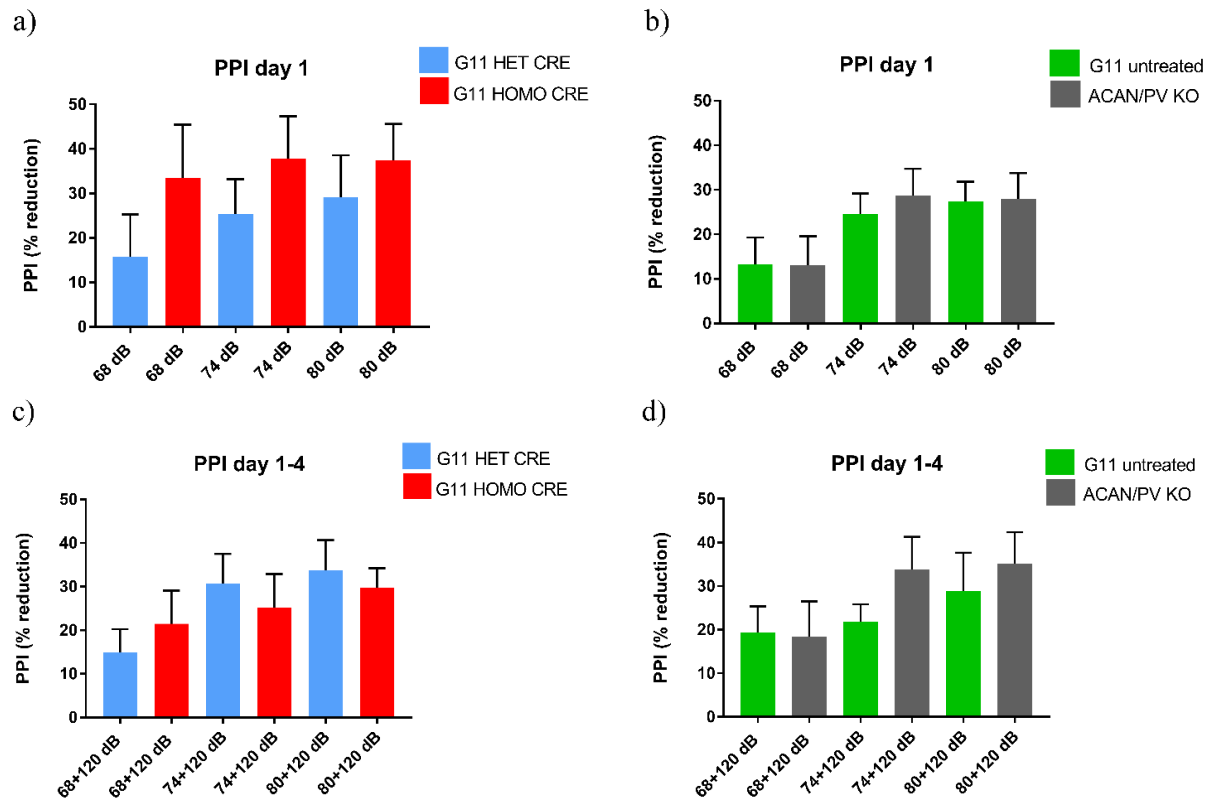 a)
PPI day 1
G11 HET CRE
G11 HOMO CRE
PPI (% reduction)
50
40
30
20
10
0
68 dB
68 dB
74 dB
74 dB
80 dB
80 dB
b)
PPI day 1
G11 untreated
ACAN/PV KO
PPI (% reduction)
50
40
30
20
10
0
68 dB
68 dB
74 dB
74 dB
80 dB
80 dB
c)
PPI day 1-4
G11 HET CRE
G11 HOMO CRE
PPI (% reduction)
50
40
30
20
10
0
68+120 dB
68+120 dB
74+120 dB
74+120 dB
80+120 dB
80+120 dB
d)
PPI day 1-4
G11 untreated
ACAN/PV KO
PPI (% reduction)
50
40
30
20
10
0
68+120 dB
68+120 dB
74+120 dB
74+120 dB
80+120 dB
80+120 dB